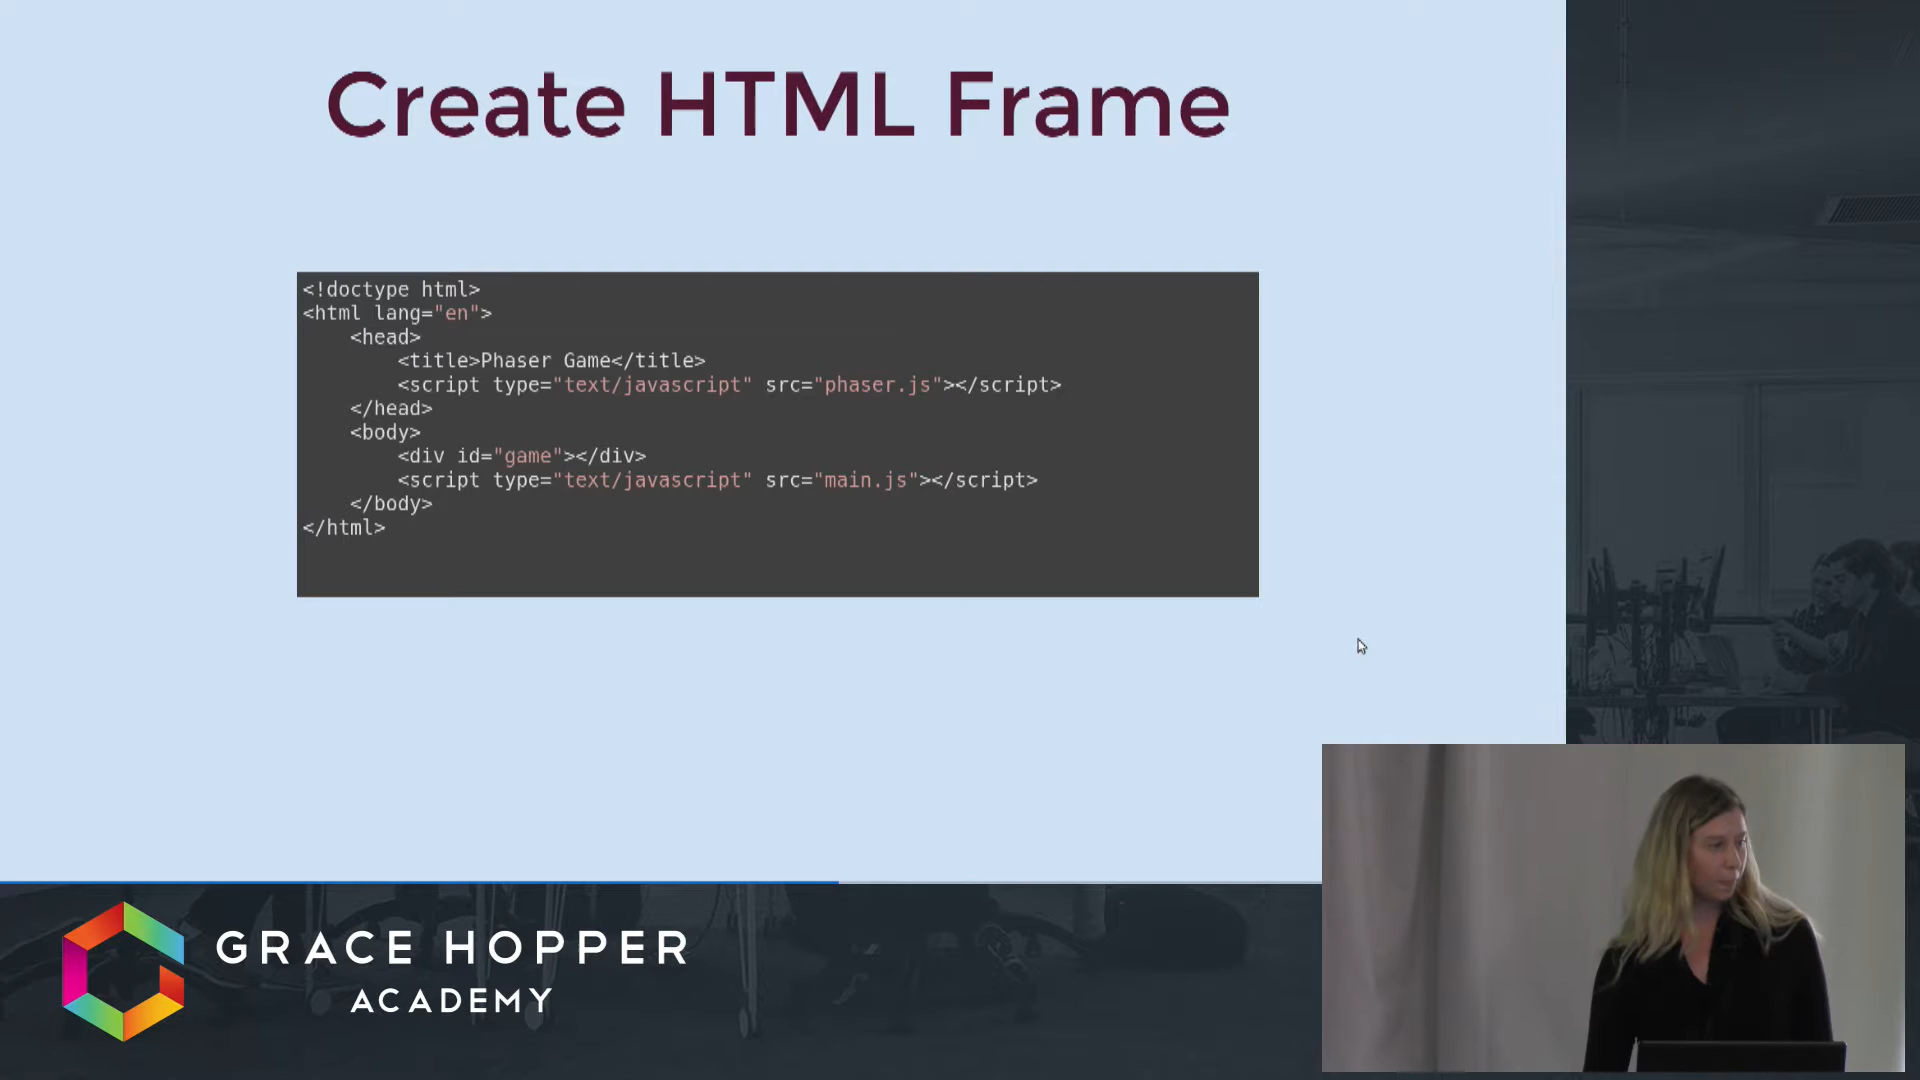 Create HTML Frame
<!doctype html>
<html lang="en">
    <head>
        <title>Phaser Game</title>
        <script type="text/javascript" src="phaser.js"></script>
    </head>
    <body>
        <div id="game"></div>
        <script type="text/javascript" src="main.js"></script>
    </body>
</html>
GRACE HOPPER
ACADEMY